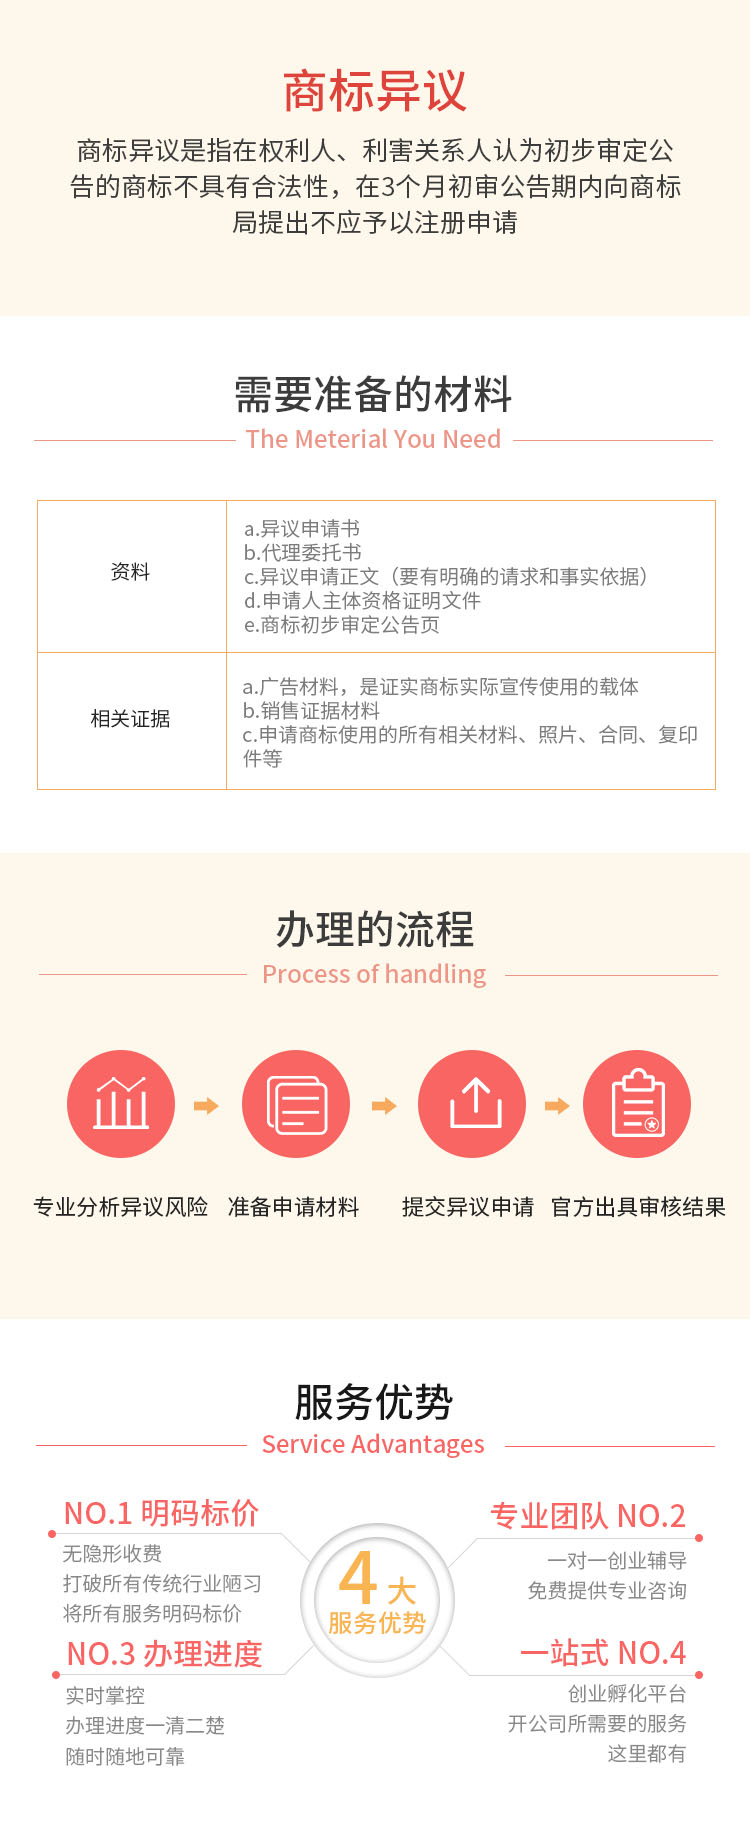 商标异议
商标异议是指在权利人、利害关系人认为初步审定公
告的商标不具有合法性，在3个月初审公告期内向商标
局提出不应予以注册申请
需要准备的材料
The Meterial You Need
资料
a.异议申请书
b.代理委托书
c.异议申请正文（要有明确的请求和事实依据）
d.申请人主体资格证明文件
e.商标初步审定公告页
相关证据
a.广告材料，是证实商标实际宣传使用的载体
b.销售证据材料
c.申请商标使用的所有相关材料、照片、合同、复印
件等
办理的流程
Process of handling
专业分析异议风险
准备申请材料
提交异议申请
官方出具审核结果
服务优势
Service Advantages
NO.1 明码标价
无隐形收费
打破所有传统行业陋习
将所有服务明码标价
专业团队 NO.2
一对一创业辅导
免费提供专业咨询
4大
服务优势
NO.3 办理进度
实时掌控
办理进度一清二楚
随时随地可靠
一站式 NO.4
创业孵化平台
开公司所需要的服务
这里都有